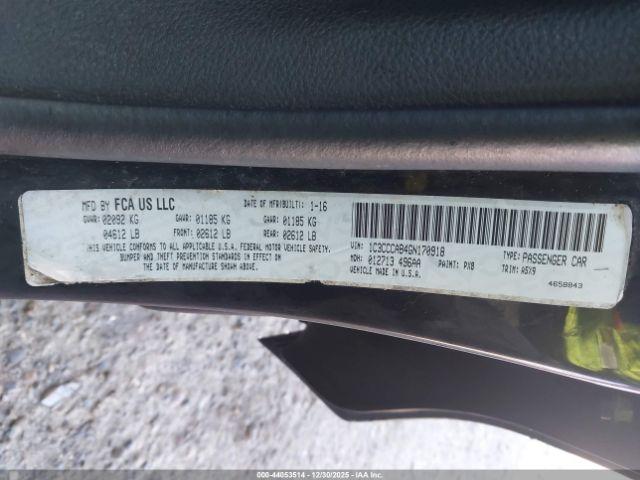 MFD BY FCA US LLC
DATE OF MFR(BUILT): 1-16
GVWR: 02092 KG GAWR: 01185 KG GAWR: 01185 KG
04612 LB FRONT: 02612 LB REAR: 02612 LB
THIS VEHICLE CONFORMS TO ALL APPLICABLE U.S.A. FEDERAL MOTOR VEHICLE SAFETY,
BUMPER AND THEFT PREVENTION STANDARDS IN EFFECT ON
THE DATE OF MANUFACTURE SHOWN ABOVE.
VIN: 1C3CCCAB4GN170918 TYPE: PASSENGER CAR
MDH: 012713 496AA PAINT: PX8 TRIM: A5X9
MADE IN U.S.A.
4658843
000-44053514 - 12/30/2025 - IAAI.com